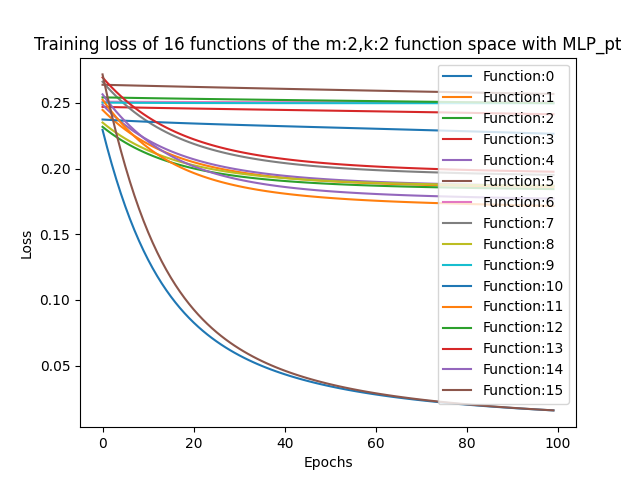 Training loss of 16 functions of the m:2,k:2 function space with MLP_pt
Loss
0.25
0.20
0.15
0.10
0.05
0
20
40
60
80
100
Epochs
Function:0
Function:1
Function:2
Function:3
Function:4
Function:5
Function:6
Function:7
Function:8
Function:9
Function:10
Function:11
Function:12
Function:13
Function:14
Function:15